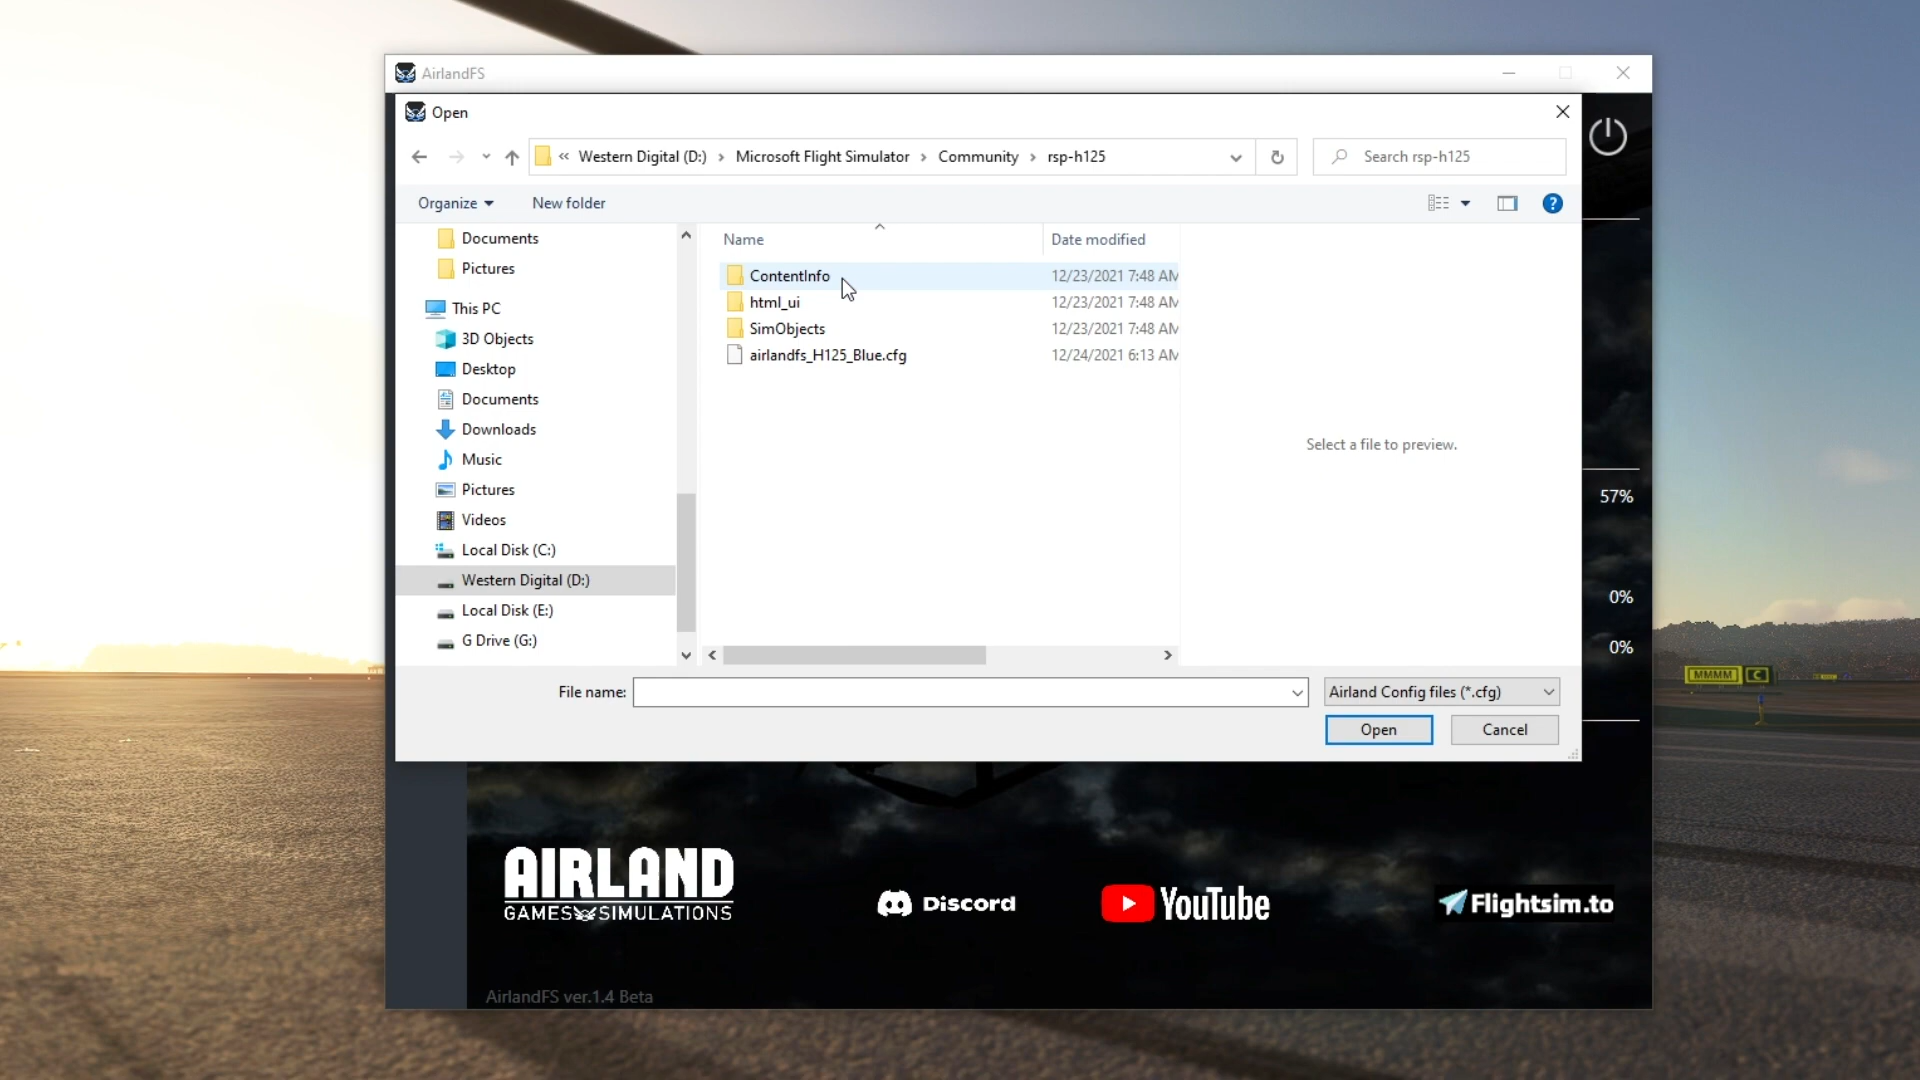 AirlandFS
Open
« Western Digital (D:) › Microsoft Flight Simulator › Community › rsp-h125
Search rsp-h125
Organize
New folder
?
Documents
Pictures
This PC
3D Objects
Desktop
Documents
Downloads
Music
Pictures
Videos
Local Disk (C:)
Western Digital (D:)
Local Disk (E:)
G Drive (G:)
Name Date modified
ContentInfo 12/23/2021 7:48 AM
html_ui 12/23/2021 7:48 AM
SimObjects 12/23/2021 7:48 AM
airlandfs_H125_Blue.cfg 12/24/2021 6:13 AM
Select a file to preview.
57%
0%
0%
File name:
Airland Config files (*.cfg)
Open
Cancel
MMMM C
AIRLAND
GAMES SIMULATIONS
Discord
YouTube
Flightsim.to
AirlandFS ver.1.4 Beta